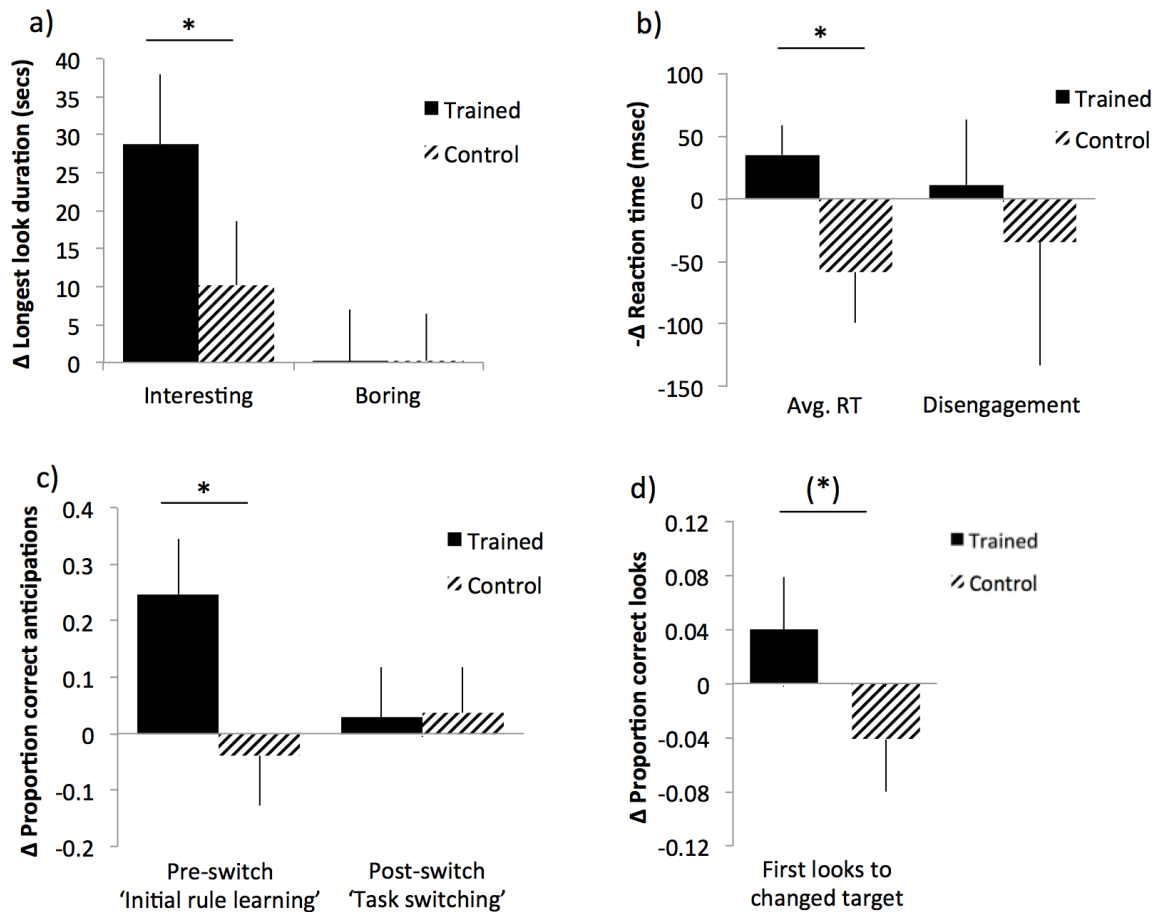 a)
*
Δ Longest look duration (secs)
40
35
30
25
20
15
10
5
0
Trained
Control
Interesting
Boring
b)
*
-Δ Reaction time (msec)
100
50
0
-50
-100
-150
Trained
Control
Avg. RT
Disengagement
c)
*
Δ Proportion correct anticipations
0.4
0.3
0.2
0.1
0
-0.1
-0.2
Trained
Control
Pre-switch
‘Initial rule learning’
Post-switch
‘Task switching’
d)
(*)
Δ Proportion correct looks
0.12
0.08
0.04
0
-0.04
-0.08
-0.12
Trained
Control
First looks to
changed target